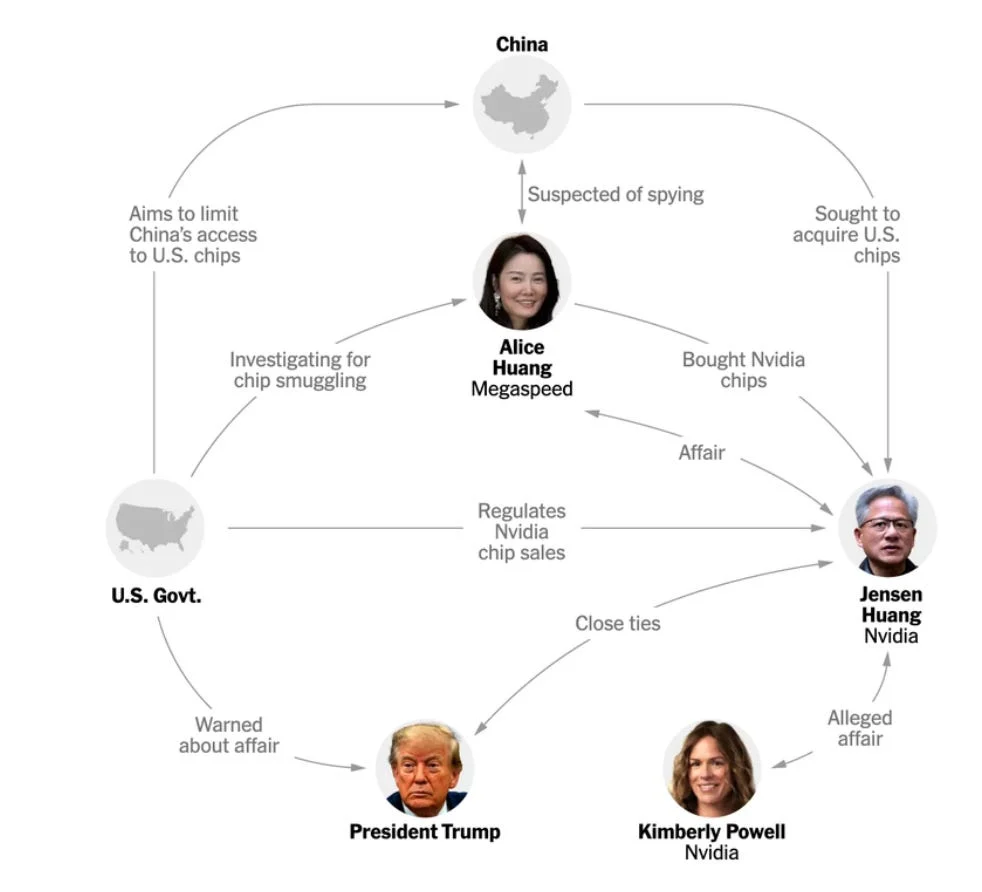 China
Suspected of spying
Aims to limit
China's access
to U.S. chips
Sought to
acquire U.S.
chips
Alice
Huang
Megaspeed
Investigating for
chip smuggling
Bought Nvidia
chips
Affair
Regulates
Nvidia
chip sales
U.S. Govt.
Jensen
Huang
Nvidia
Close ties
Warned
about affair
Alleged
affair
President Trump
Kimberly Powell
Nvidia